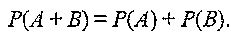 P(A + B) = P(A) + P(B).